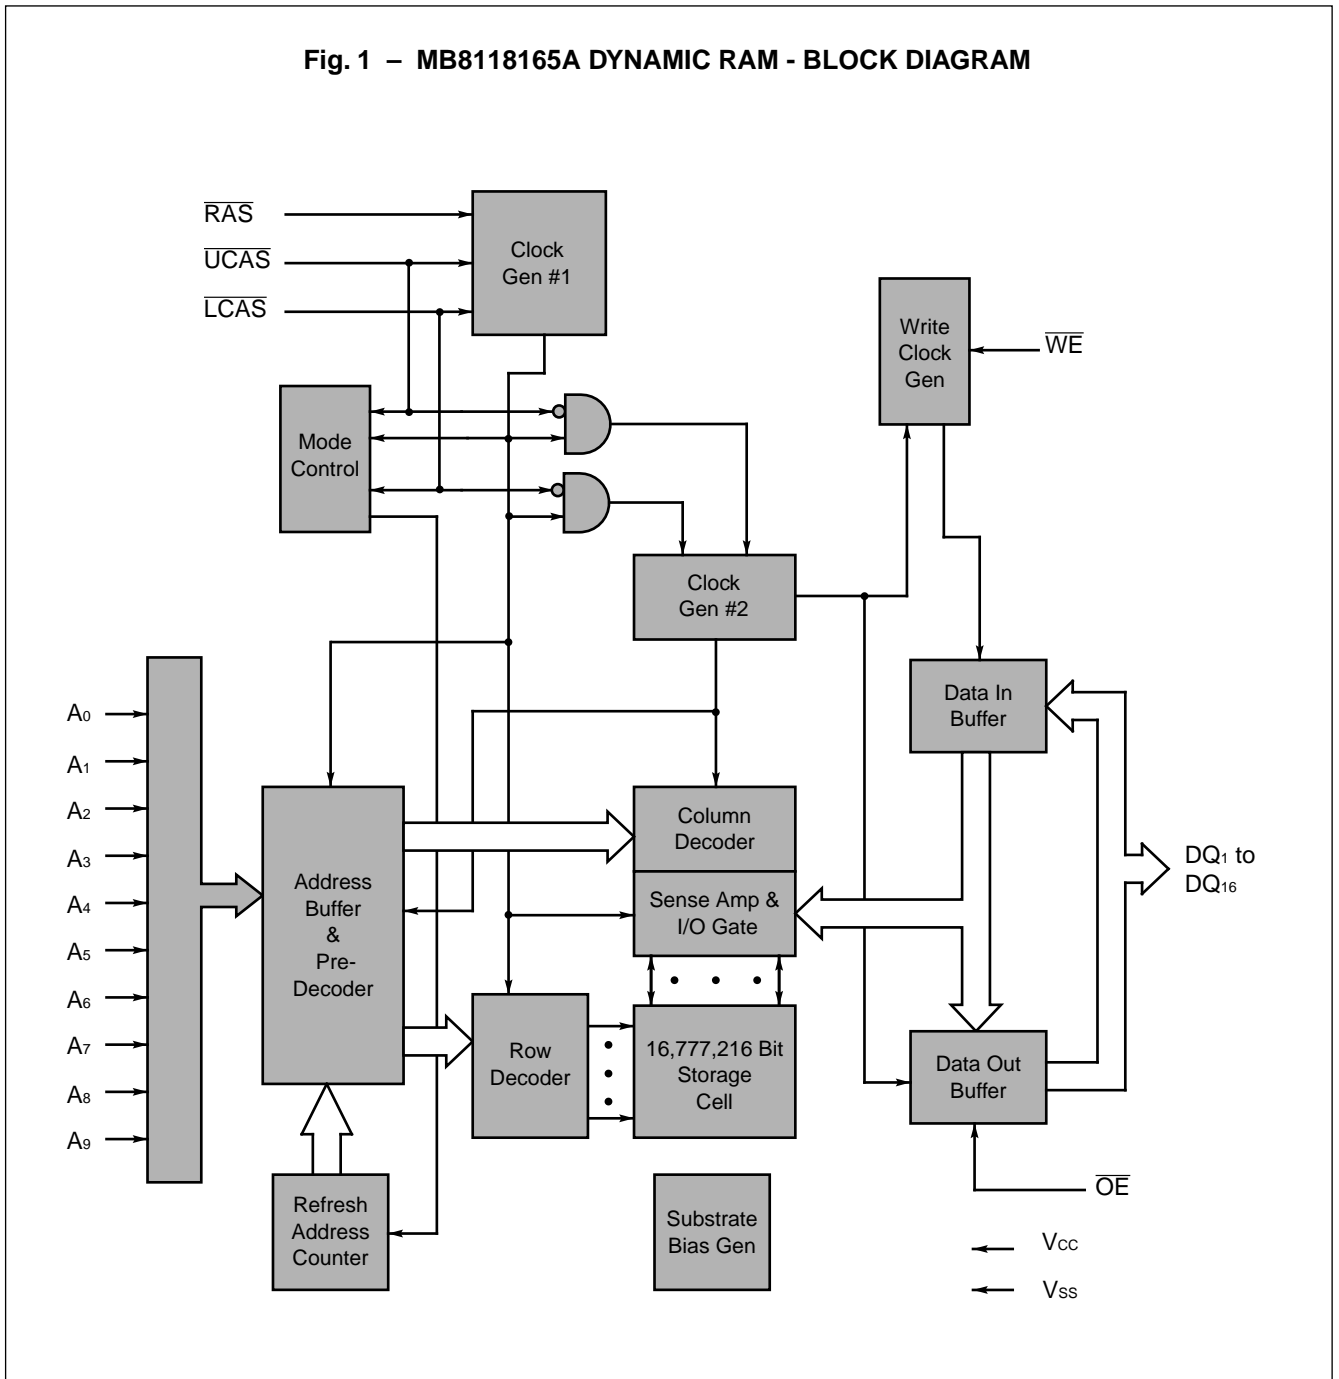 Fig. 1 – MB8118165A DYNAMIC RAM - BLOCK DIAGRAM
RAS
UCAS
LCAS
Clock
Gen #1
Write
Clock
Gen
WE
Mode
Control
Clock
Gen #2
A0
A1
A2
A3
A4
A5
A6
A7
A8
A9
Address
Buffer
&
Pre-
Decoder
Column
Decoder
Sense Amp &
I/O Gate
Data In
Buffer
DQ1 to
DQ16
Row
Decoder
16,777,216 Bit
Storage
Cell
Data Out
Buffer
Refresh
Address
Counter
Substrate
Bias Gen
OE
VCC
VSS